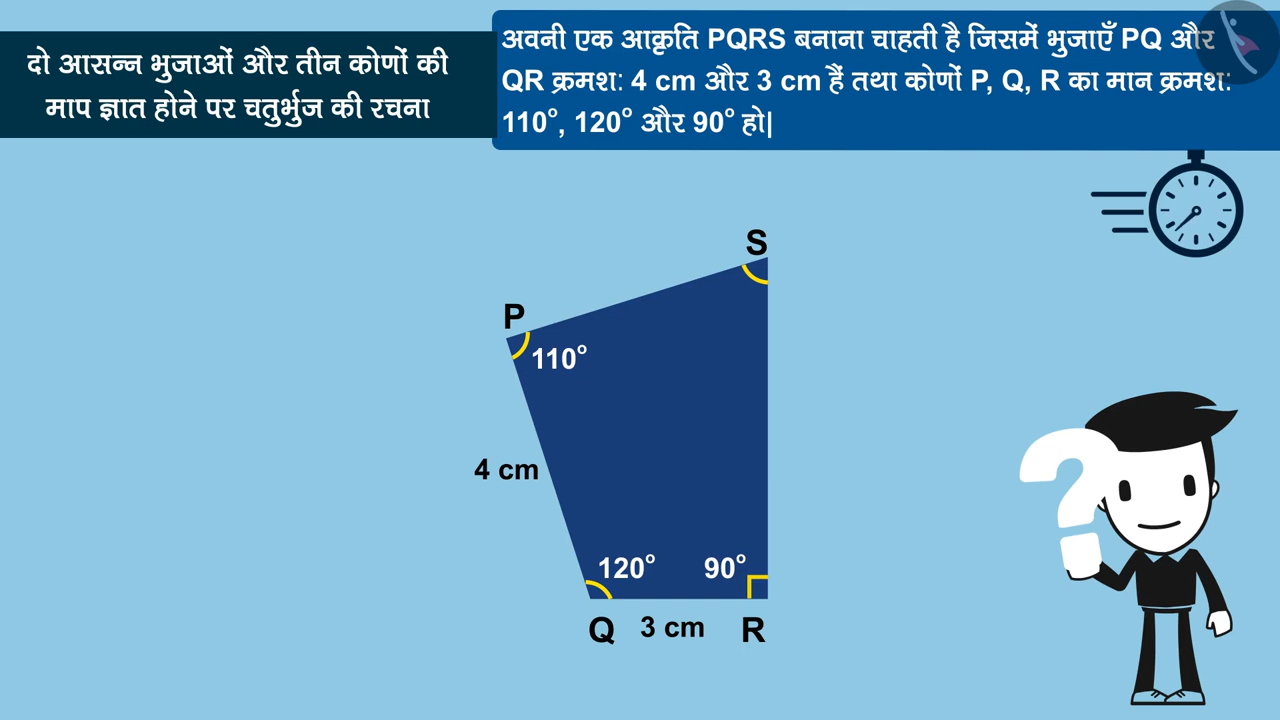 दो आसन्न भुजाओं और तीन कोणों की
माप ज्ञात होने पर चतुर्भुज की रचना
अवनी एक आकृति PQRS बनाना चाहती है जिसमें भुजाएँ PQ और
QR क्रमश: 4 cm और 3 cm हैं तथा कोणों P, Q, R का मान क्रमश:
110°, 120° और 90° हो|
S
P
110°
4 cm
120° 90°
Q 3 cm R